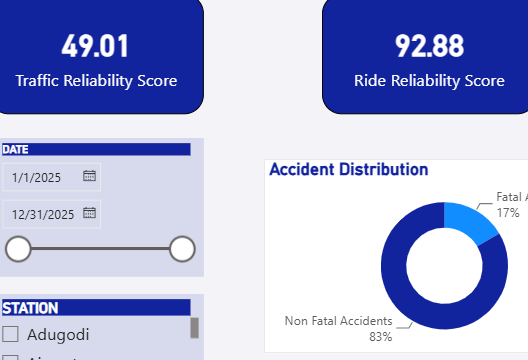 49.01
Traffic Reliability Score
92.88
Ride Reliability Score
DATE
1/1/2025
12/31/2025
STATION
Adugodi
Accident Distribution
Fatal
17%
Non Fatal Accidents
83%